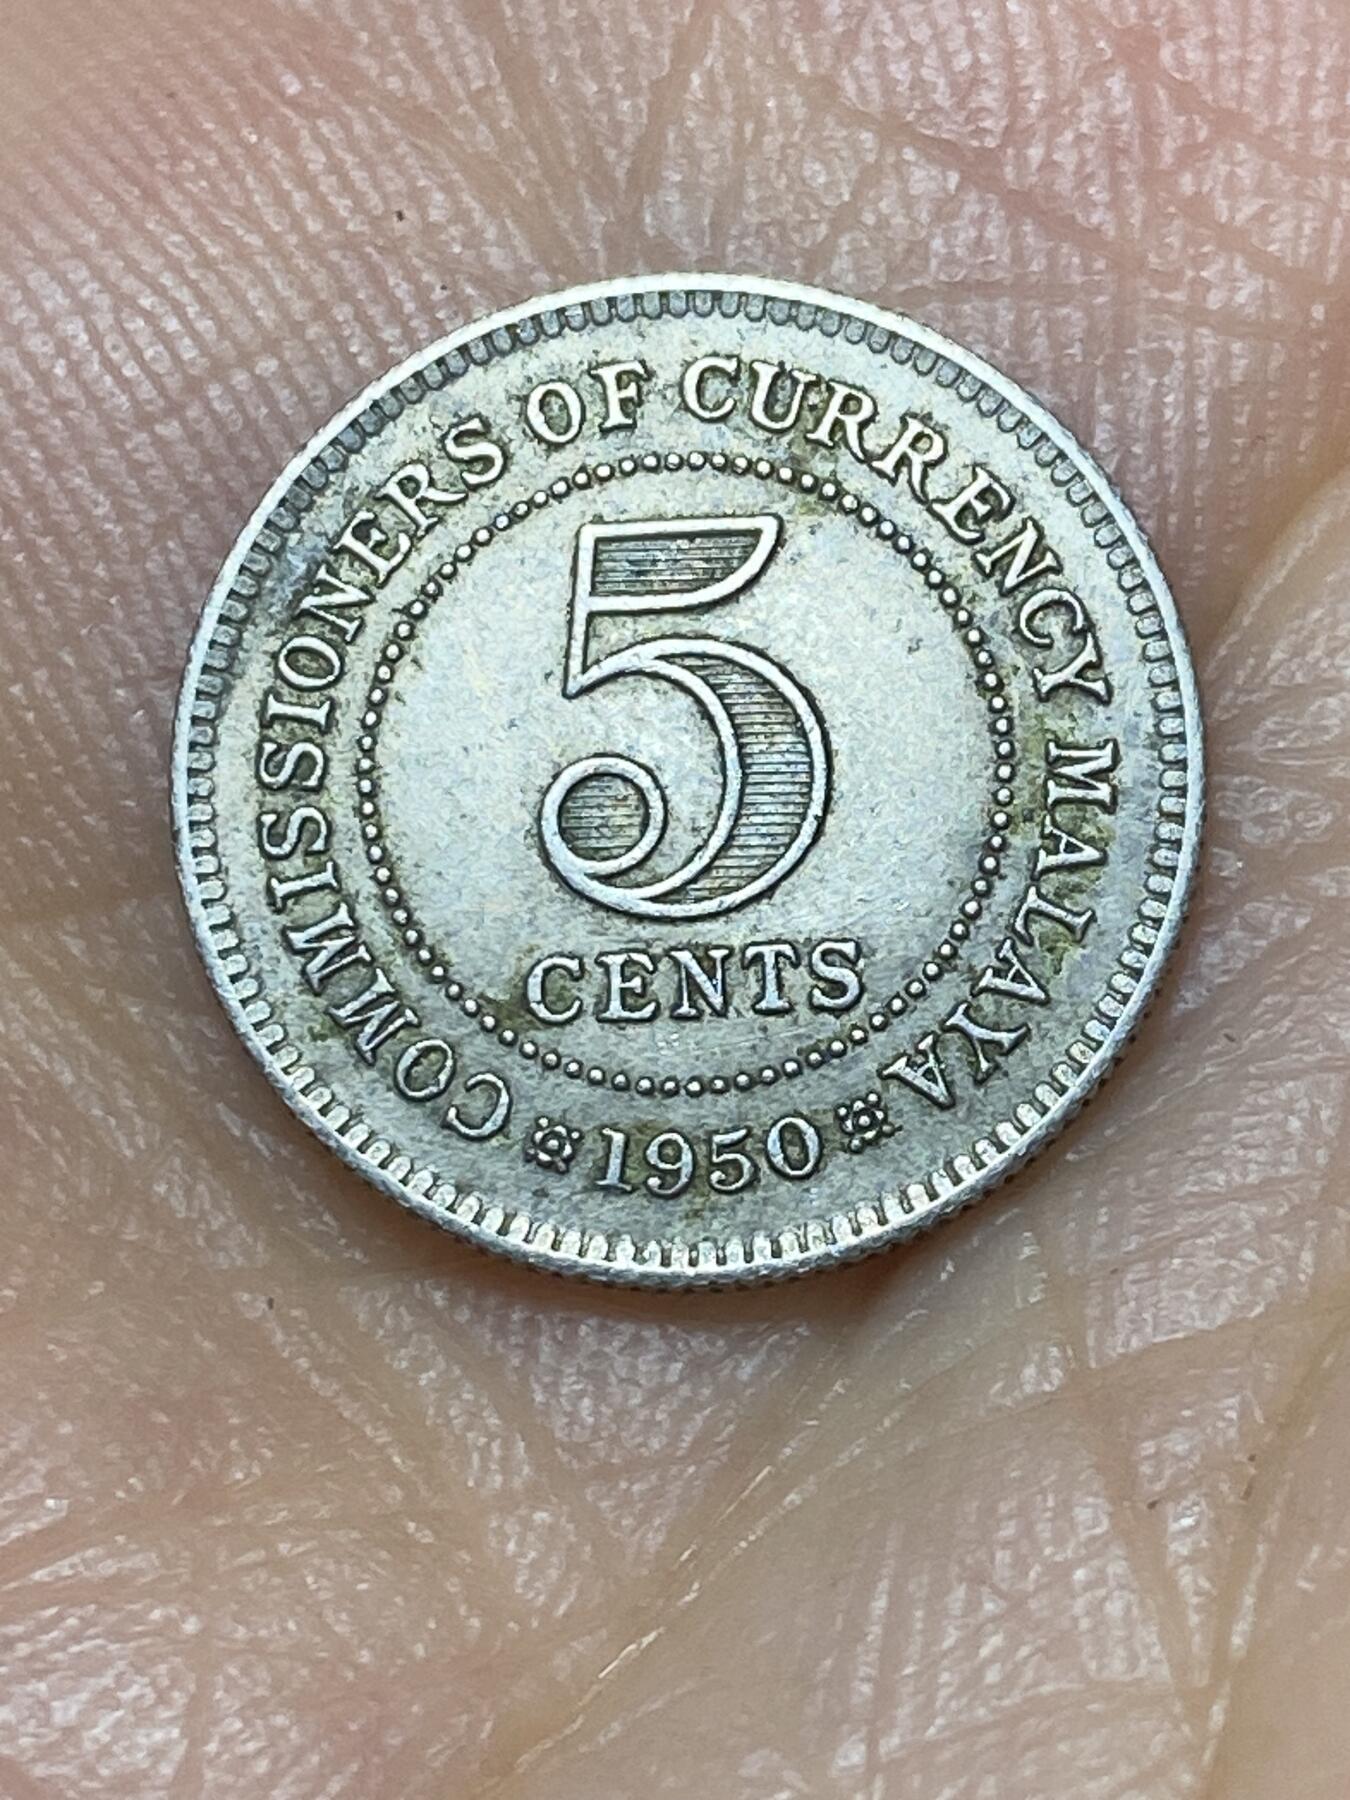 COMMISSIONERS OF CURRENCY MALAYA
5
CENTS
1950